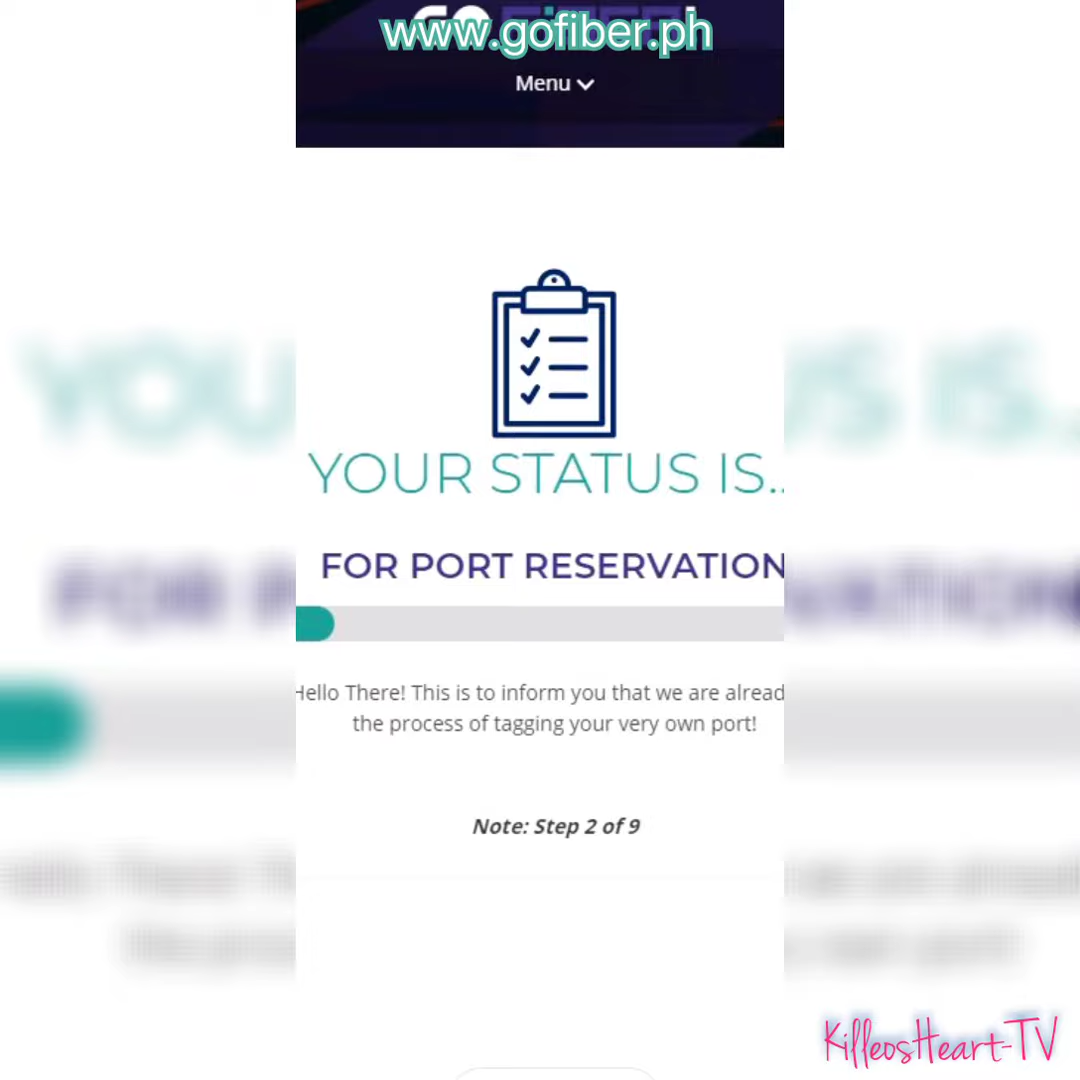 www.gofiber.ph
Menu
YOUR STATUS IS..
FOR PORT RESERVATION
Hello There! This is to inform you that we are alread
the process of tagging your very own port!
Note: Step 2 of 9
KilleosHeart-TV